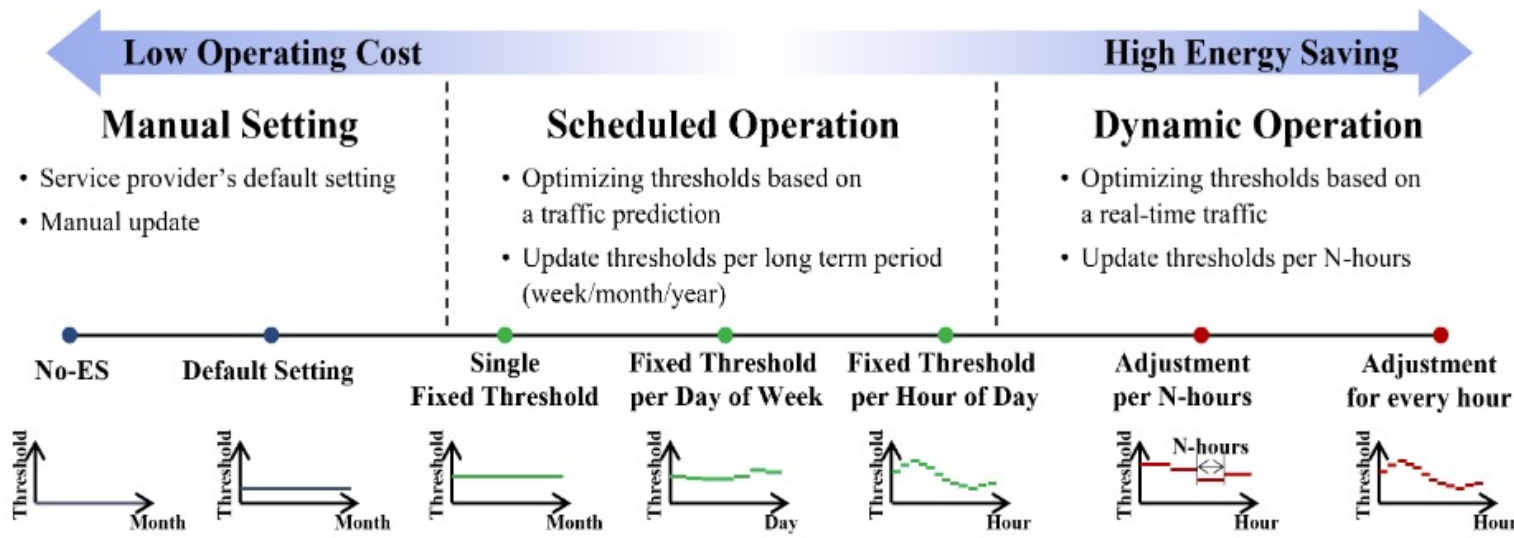 Low Operating Cost
High Energy Saving
Manual Setting
• Service provider's default setting
• Manual update
Scheduled Operation
• Optimizing thresholds based on
a traffic prediction
• Update thresholds per long term period
(week/month/year)
Dynamic Operation
• Optimizing thresholds based on
a real-time traffic
• Update thresholds per N-hours
No-ES
Default Setting
Single
Fixed Threshold
Fixed Threshold
per Day of Week
Fixed Threshold
per Hour of Day
Adjustment
per N-hours
Adjustment
for every hour
Threshold
Month
Threshold
Month
Threshold
Month
Threshold
Day
Threshold
Hour
Threshold
N-hours
Hour
Threshold
Hour